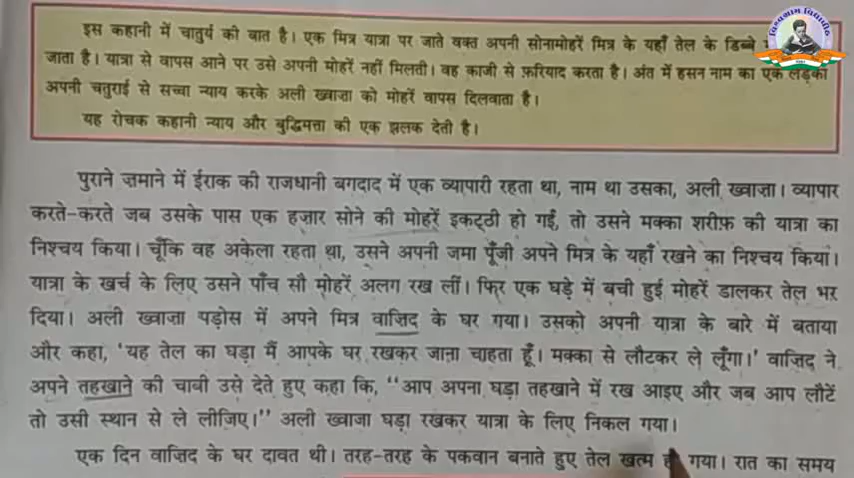 इस कहानी में चातुर्य की बात है। एक मित्र यात्रा पर जाते वक्त अपनी सोनामोहरें मित्र के यहाँ तेल के डिब्बे
जाता है। यात्रा से वापस आने पर उसे अपनी मोहरें नहीं मिलती। वह काजी से फ़रियाद करता है। अंत में हसन नाम का एक लड़का
अपनी चतुराई से सच्चा न्याय करके अली ख्वाज़ा को मोहरें वापस दिलवाता है।
यह रोचक कहानी न्याय और बुद्धिमत्ता की एक झलक देती है।
पुराने ज़माने में ईराक की राजधानी बगदाद में एक व्यापारी रहता था, नाम था उसका, अली ख्वाज़ा। व्यापार
करते-करते जब उसके पास एक हज़ार सोने की मोहरें इकट्ठी हो गईं, तो उसने मक्का शरीफ़ की यात्रा का
निश्चय किया। चूँकि वह अकेला रहता था, उसने अपनी जमा पूँजी अपने मित्र के यहाँ रखने का निश्चय किया।
यात्रा के खर्च के लिए उसने पाँच सौ मोहरें अलग रख लीं। फिर एक घड़े में बची हुई मोहरें डालकर तेल भर
दिया। अली ख्वाज़ा पड़ोस में अपने मित्र वाज़िद के घर गया। उसको अपनी यात्रा के बारे में बताया
और कहा, 'यह तेल का घड़ा मैं आपके घर रखकर जाना चाहता हूँ। मक्का से लौटकर ले लूँगा।' वाज़िद ने
अपने तहखाने की चावी उसे देते हुए कहा कि, "आप अपना घड़ा तहखाने में रख आइए और जब आप लौटें
तो उसी स्थान से ले लीजिए।" अली ख्वाजा घड़ा रखकर यात्रा के लिए निकल गया।
एक दिन वाज़िद के घर दावत थी। तरह-तरह के पकवान बनाते हुए तेल खत्म गया। रात का समय